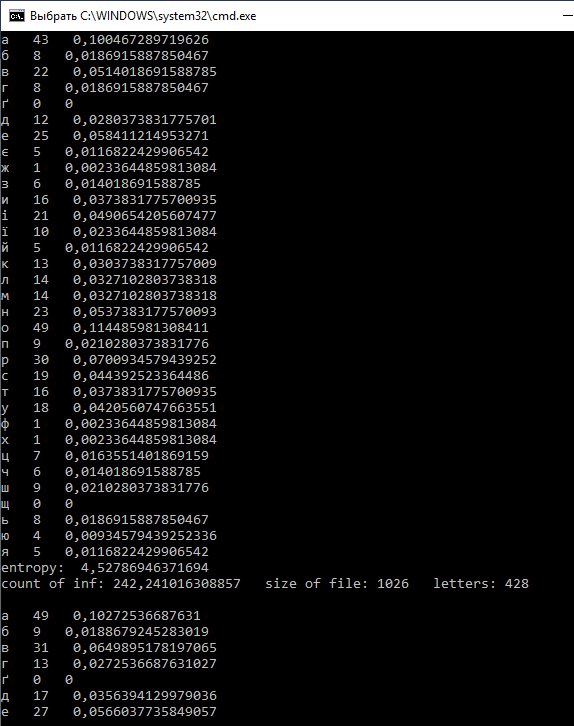 Выбрать C:\WINDOWS\system32\cmd.exe
а 43 0,100467289719626
б 8 0,0186915887850467
в 22 0,0514018691588785
г 8 0,0186915887850467
ґ 0 0
д 12 0,0280373831775701
е 25 0,058411214953271
є 5 0,0116822429906542
ж 1 0,00233644859813084
з 6 0,014018691588785
и 16 0,0373831775700935
і 21 0,0490654205607477
ї 10 0,0233644859813084
й 5 0,0116822429906542
к 13 0,0303738317757009
л 14 0,0327102803738318
м 14 0,0327102803738318
н 23 0,0537383177570093
о 49 0,114485981308411
п 9 0,0210280373831776
р 30 0,0700934579439252
с 19 0,044392523364486
т 16 0,0373831775700935
у 18 0,0420560747663551
ф 1 0,00233644859813084
х 1 0,00233644859813084
ц 7 0,0163551401869159
ч 6 0,014018691588785
ш 9 0,0210280373831776
щ 0 0
ь 8 0,0186915887850467
ю 4 0,00934579439252336
я 5 0,0116822429906542
entropy: 4,52786946371694
count of inf: 242,241016308857 size of file: 1026 letters: 428
а 49 0,10272536687631
б 9 0,0188679245283019
в 31 0,0649895178197065
г 13 0,0272536687631027
ґ 0 0
д 17 0,0356394129979036
е 27 0,0566037735849057